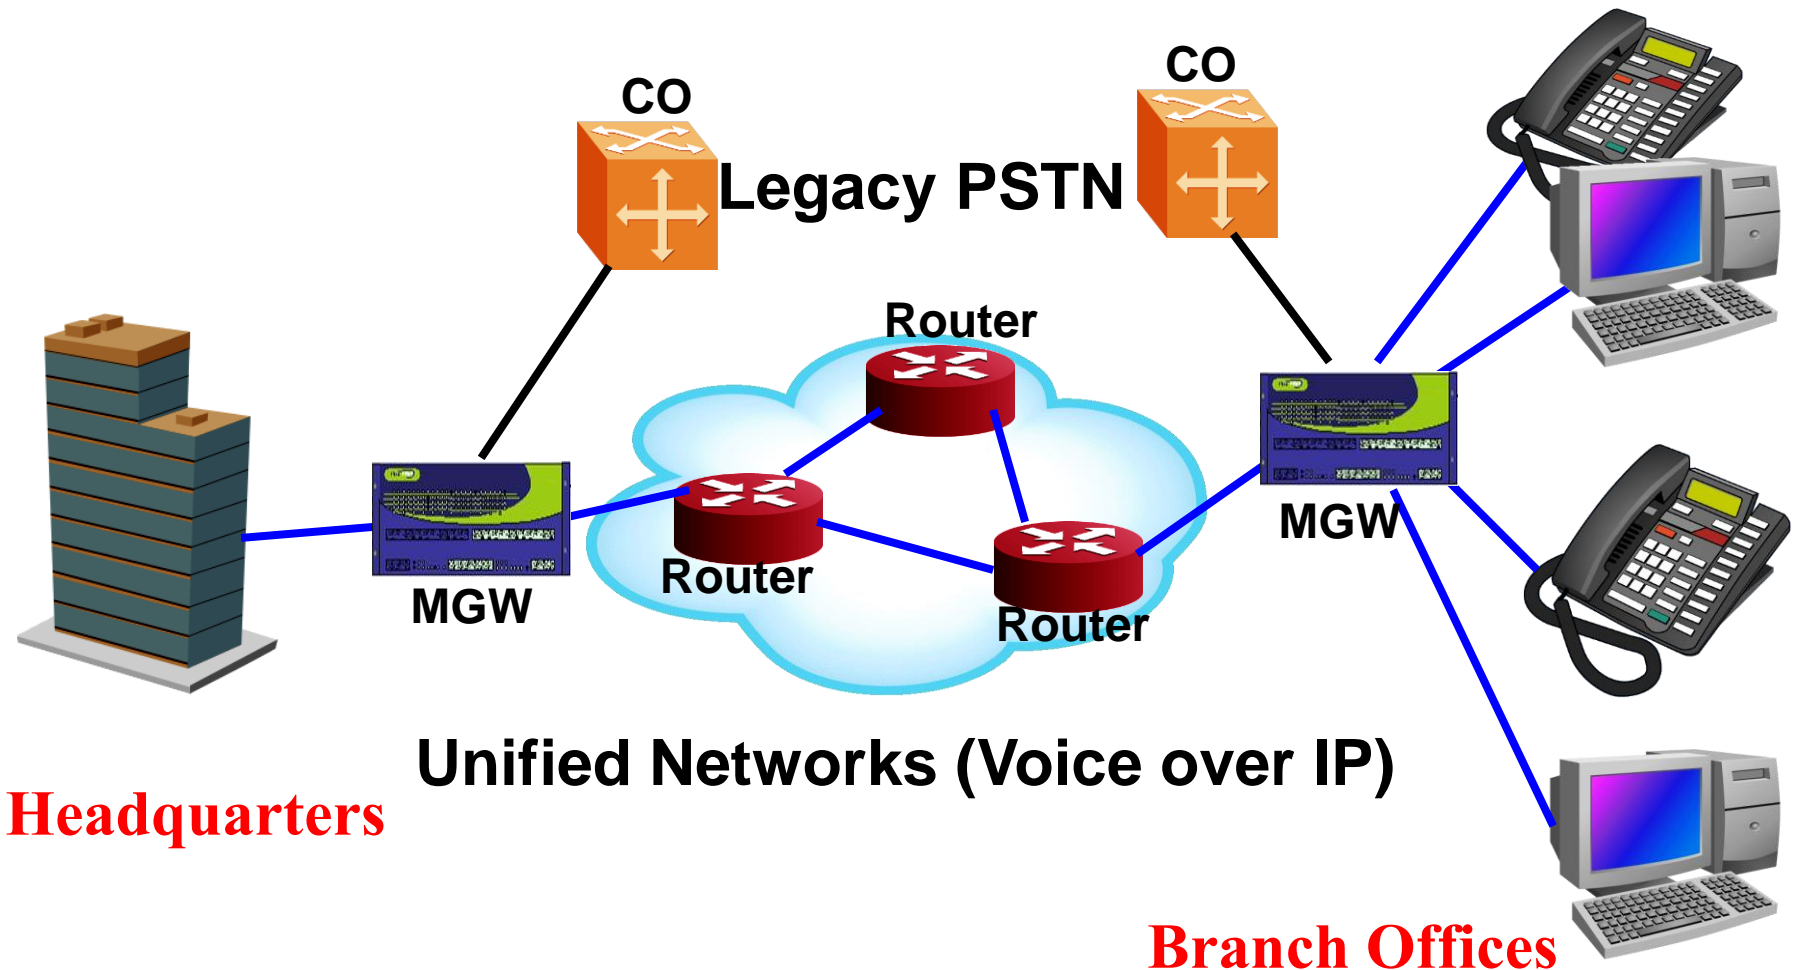 CO
CO
Legacy PSTN
Router
MGW
MGW
Router
Router
Unified Networks (Voice over IP)
Headquarters
Branch Offices